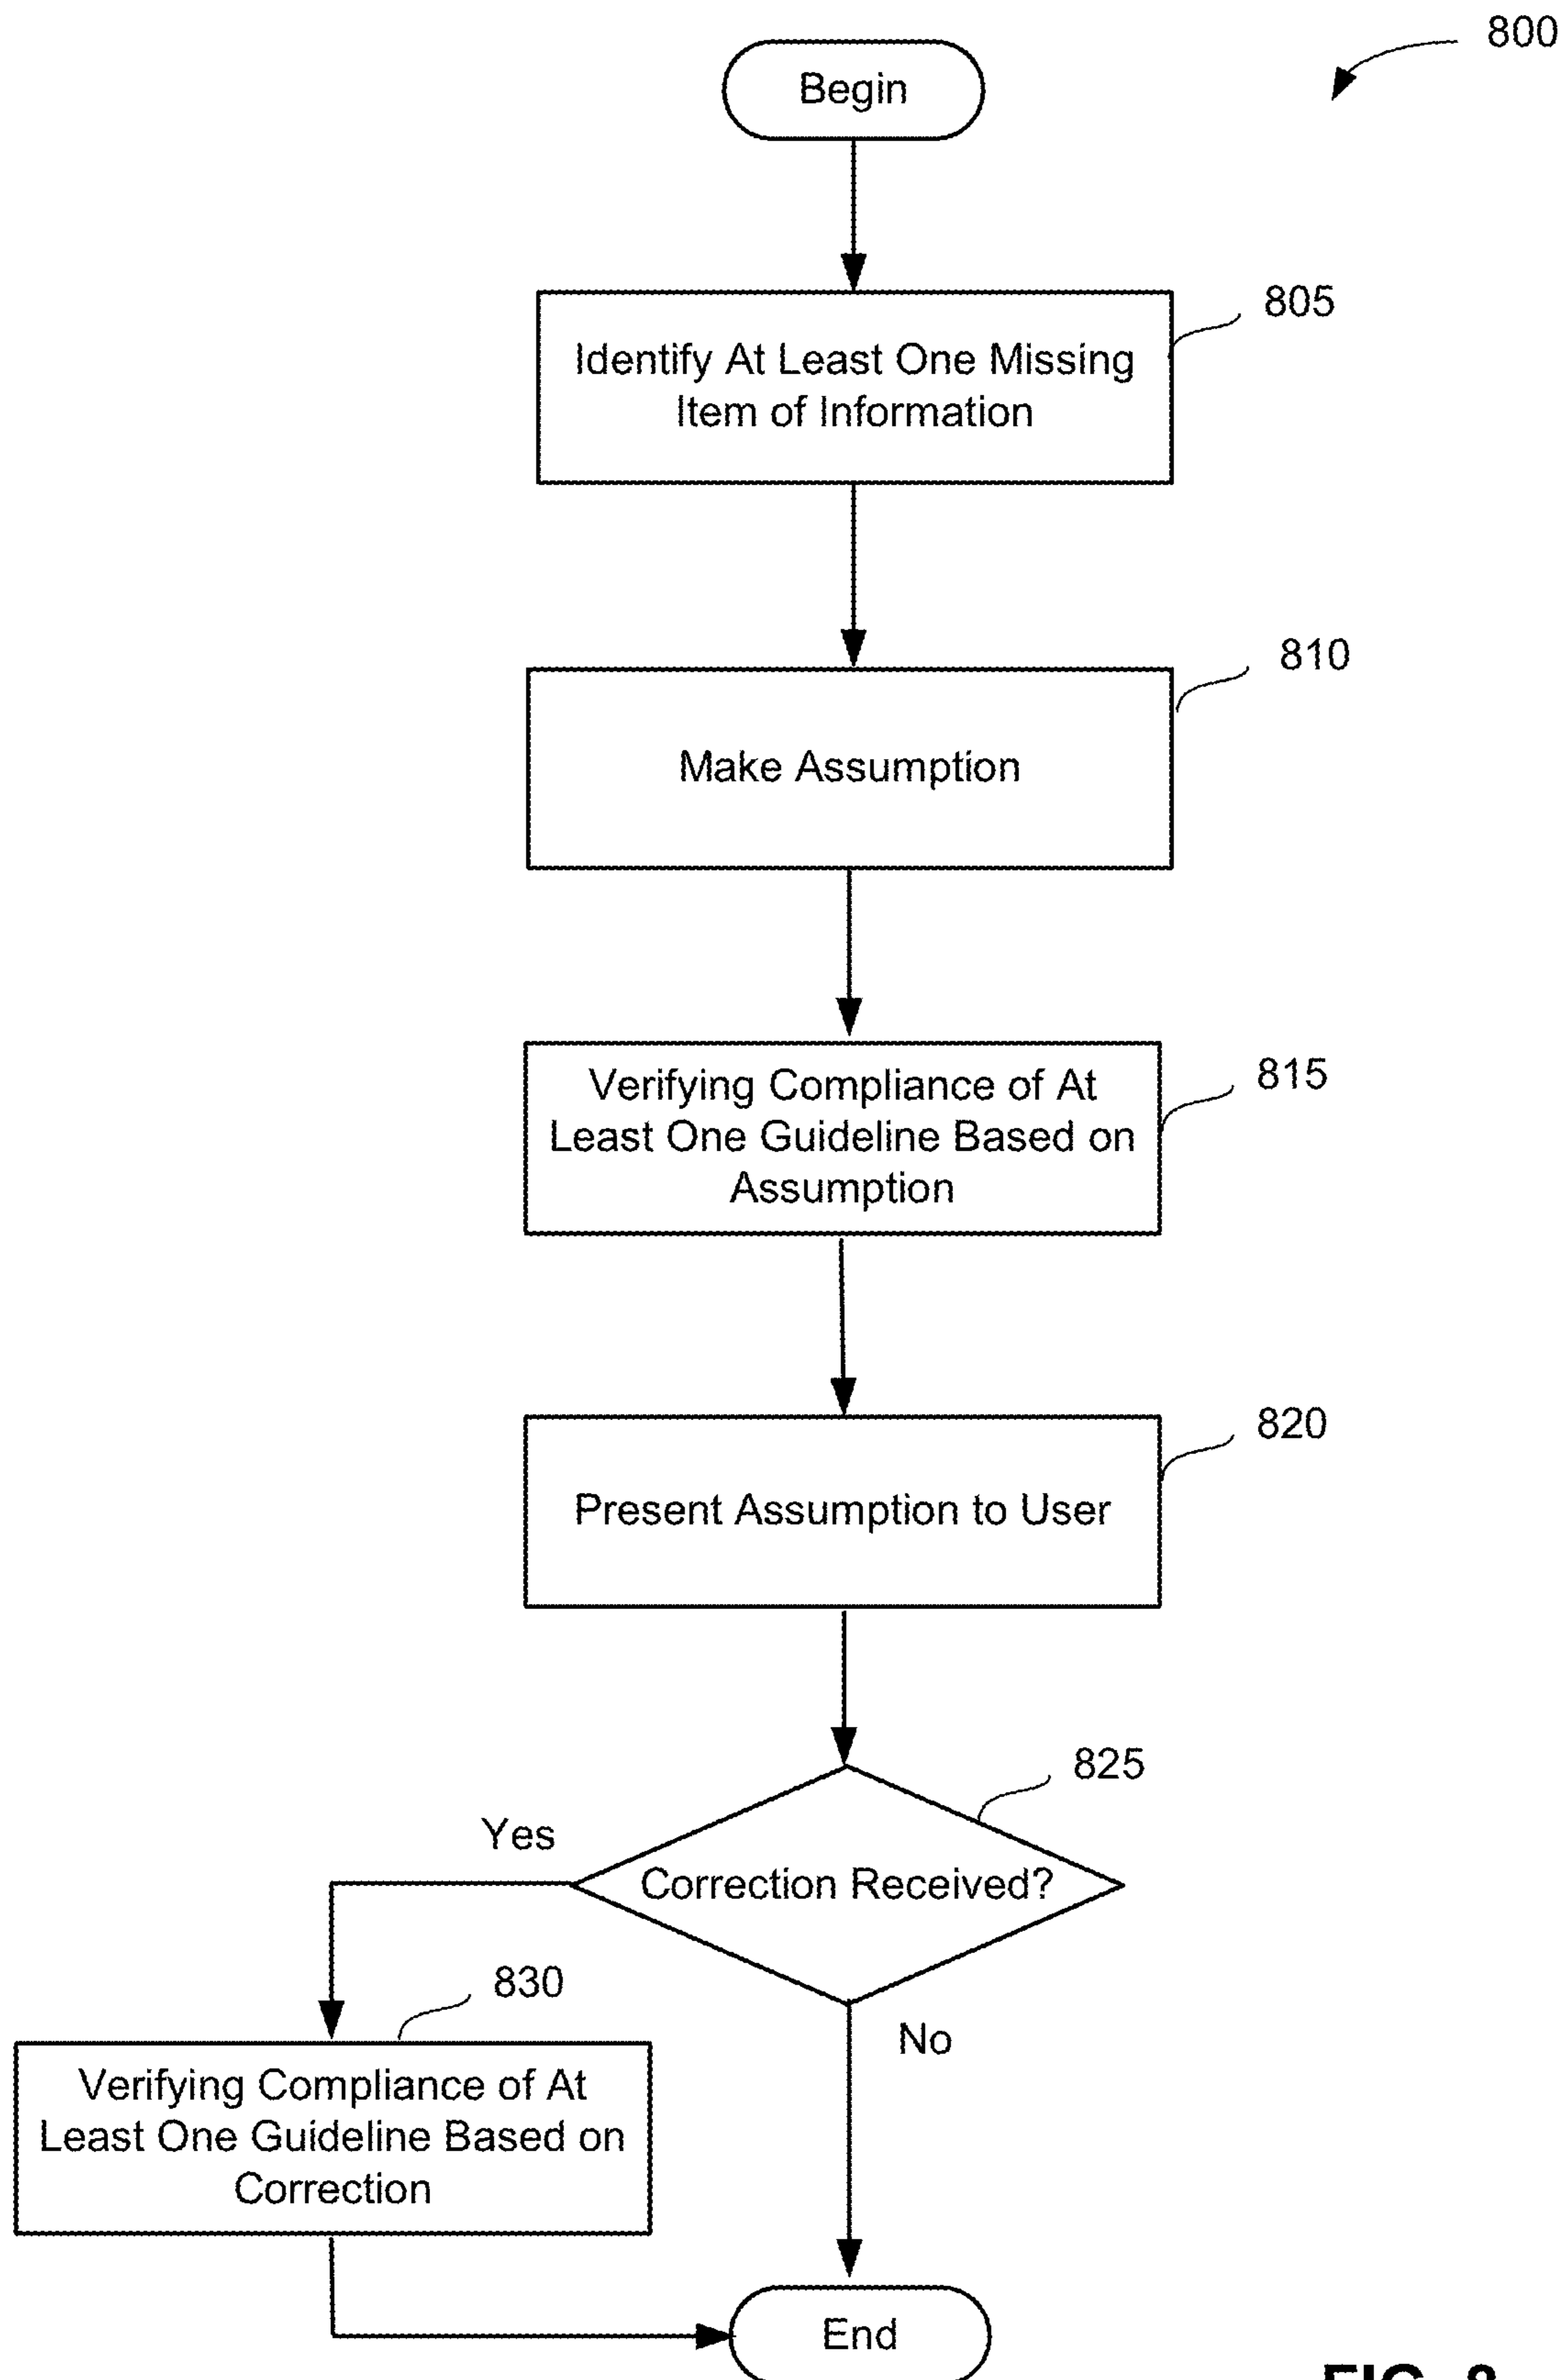 800
Begin
805
Identify At Least One Missing
Item of Information
810
Make Assumption
815
Verifying Compliance of At
Least One Guideline Based on
Assumption
820
Present Assumption to User
825
Correction Received?
Yes
830
No
Verifying Compliance of At
Least One Guideline Based on
Correction
End
FIG. 8